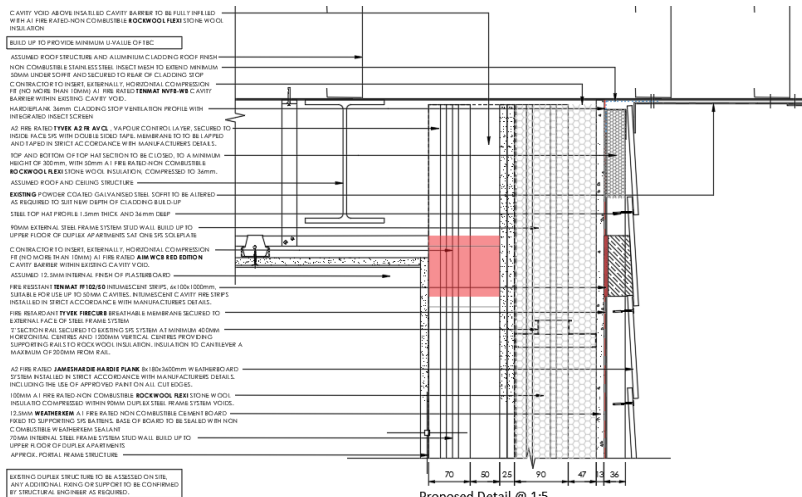 CAVITY VOID ABOVE INSATLLED CAVITY BARRIER TO BE FULLY INFILLED
WITH A1 FIRE RATED-NON COMBUSTIBLE ROCKWOOL FLEXI STONE WOOL
INSULATION
BUILD UP TO PROVIDE MINIMUM U-VALUE OF TBC
ASSUMED ROOF STRUCTURE AND ALUMINIUM CLADDING ROOF FINISH
NON COMBUSTIBLE STAINLESS STEEL INSECT MESH TO EXTEND MINIMUM
50MM UNDER SOFFIT AND SECURED TO REAR OF CLADDING STOP
CONTRACTOR TO INSERT, EXTERNALLY, HORIZONTAL COMPRESSION
FIT (NO MORE THAN 10MM) A1 FIRE RATED TENMAT NVFB-WB CAVITY
BARRIER WITHIN EXISTING CAVITY VOID.
HARDIEPLANK 36mm CLADDING STOP VENTILATION PROFILE WITH
INTEGRATED INSECT SCREEN
A2 FIRE RATED TYVEK A2 FR AVCL, VAPOUR CONTROL LAYER, SECURED TO
INSIDE FACE SFS WITH DOUBLE SIDED TAPE, MEMBRANE TO TO BE LAPPED
AND TAPED IN STRICT ACCORDANCE WITH MANUFACTURERS DETAILS.
TOP AND BOTTOM OF TOP HAT SECTION TO BE CLOSED, TO A MINIMUM
HEIGHT OF 300mm, WITH 50mm A1 FIRE RATED-NON COMBUSTIBLE
ROCKWOOL FLEXI STONE WOOL INSULATION, COMPRESSED TO 36mm.
ASSUMED ROOF AND CEILING STRUCTURE
EXISTING POWDER COATED GALVANISED STEEL SOFFIT TO BE ALTERED
AS REQUIRED TO SUIT NEW DEPTH OF CLADDING BUILD-UP
STEEL TOP HAT PROFILE 1.5mm THICK AND 36mm DEEP
90MM EXTERNAL STEEL FRAME SYSTEM STUD WALL BUILD UP TO
UPPER FLOOR OF DUPLEX APARTMENTS SAT ONE SFS SOLEPLATE
CONTRACTOR TO INSERT, EXTERNALLY, HORIZONTAL COMPRESSION
FIT (NO MORE THAN 10MM) A1 FIRE RATED AIM WCB RED EDITION
CAVITY BARRIER WITHIN EXISTING CAVITY VOID.
ASSUMED 12.5MM INTERNAL FINISH OF PLASTERBOARD
FIRE RESISTANT TENMAT FF102/50 INTUMESCENT STRIPS, 6x100x1000mm,
SUITABLE FOR USE UP TO 50MM CAVITIES. INTUMESCENT CAVITY FIRE STRIPS
INSTALLED IN STRICT ACCORDANCE WITH MANUFACTURERS DETAILS.
FIRE RETARDANT TYVEK FIRECURB BREATHABLE MEMBRANE SECURED TO
EXTERNAL FACE OF STEEL FRAME SYSTEM
'Z' SECTION RAIL SECURED TO EXISTING SFS SYSTEM AT MINIMUM 400MM
HORIZONTAL CENTRES AND 1200MM VERTICAL CENTRES PROVIDING
SUPPORTING RAILS TO ROCKWOOL INSULATION. INSULATION TO CANTILEVER A
MAXIMUM OF 200MM FROM RAIL.
A2 FIRE RATED JAMESHARDIE HARDIE PLANK 8x180x3600mm WEATHERBOARD
SYSTEM INSTALLED IN STRICT ACCORDANCE WITH MANUFACTURERS DETAILS,
INCLUDING THE USE OF APPROVED PAINT ON ALL CUT EDGES.
100MM A1 FIRE RATED-NON COMBUSTIBLE ROCKWOOL FLEXI STONE WOOL
INSULATIO COMPRESSED WITHIN 90MM DUPLEX STEEL FRAME SYSTEM VOIDS.
12.5MM WEATHERKEM A1 FIRE RATED NON COMBUSTIBLE CEMENT BOARD
FIXED TO SUPPORTING SFS BATTENS. BASE OF BOARD TO BE SEALED WITH NON
COMBUSTIBLE WEATHERKEM SEALANT
70MM INTERNAL STEEL FRAME SYSTEM STUD WALL BUILD UP TO
UPPER FLOOR OF DUPLEX APARTMENTS
APPROX. PORTAL FRAME STRUCTURE
EXISTING DUPLEX STRUCTURE TO BE ASSESSED ON SITE,
ANY ADDITIONAL FIXING OR SUPPORT TO BE CONFIRMED
BY STRUCTURAL ENGINEER AS REQUIRED.
70 50 25 90 47 13 36
Proposed Detail @ 1:5